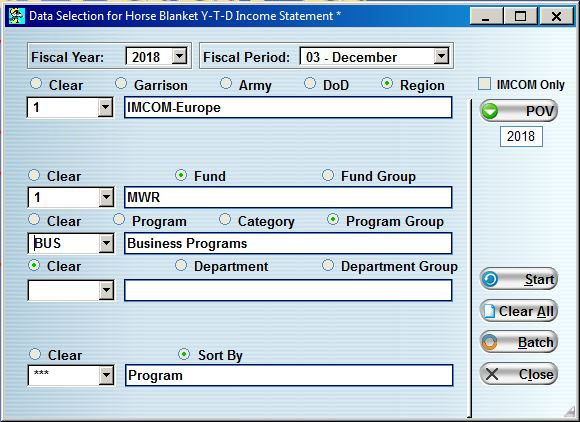 Data Selection for Horse Blanket Y-T-D Income Statement *
Fiscal Year: 2018 Fiscal Period: 03 - December
Clear Garrison Army DoD Region IMCOM Only
1 IMCOM-Europe POV
2018
Clear Fund Fund Group
1 MWR
Clear Program Category Program Group
BUS Business Programs
Clear Department Department Group
Start
Clear All
Batch
Clear Sort By
*** Program Close